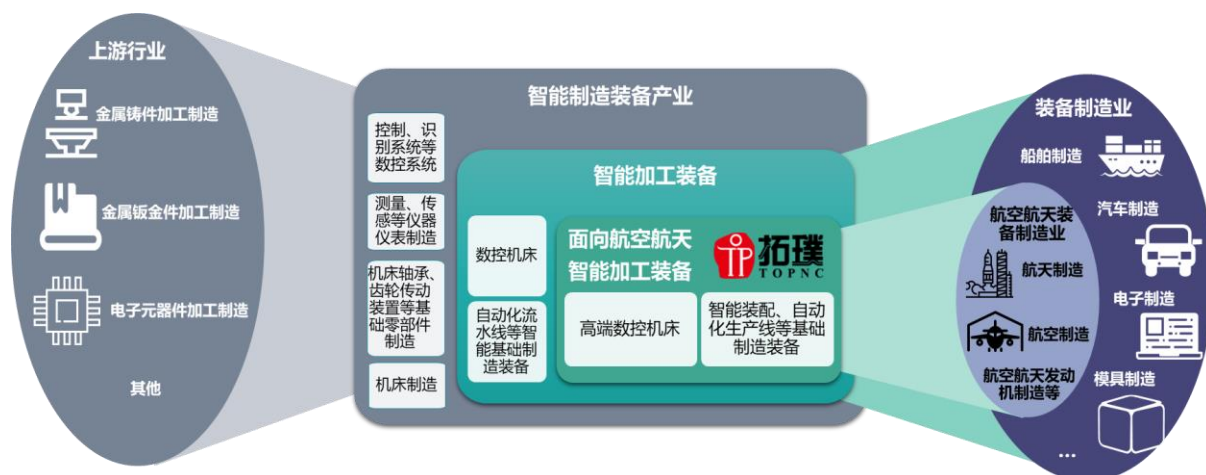 上游行业
金属铸件加工制造
金属钣金件加工制造
电子元器件加工制造
其他
智能制造装备产业
控制、识
别系统等
数控系统
测量、传
感等仪器
仪表制造
机床轴承、
齿轮传动
装置等基
础零部件
制造
机床制造
智能加工装备
数控机床
自动化流
水线等智
能基础制
造装备
面向航空航天
智能加工装备
拓璞
TOPNC
高端数控机床
智能装配、自动
化生产线等基础
制造装备
装备制造业
船舶制造
汽车制造
电子制造
模具制造
...
航空航天装
备制造业
航天制造
航空制造
航空航天发动
机制造等